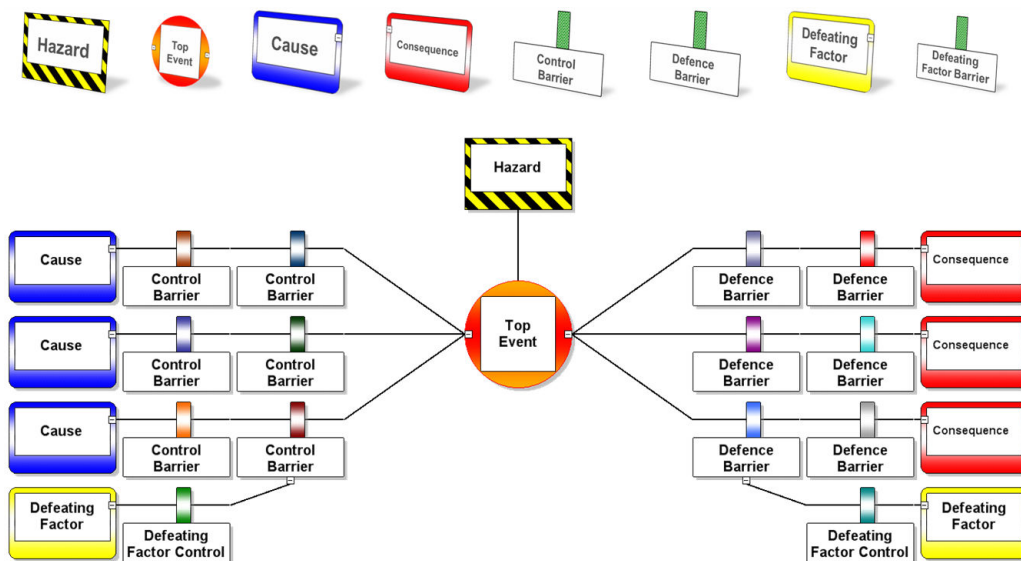 Hazard
Top
Event
Cause
Consequence
Control
Barrier
Defence
Barrier
Defeating
Factor
Defeating
Factor Barrier
Hazard
Cause
Control
Barrier
Control
Barrier
Defence
Barrier
Defence
Barrier
Consequence
Top
Event
Cause
Control
Barrier
Control
Barrier
Defence
Barrier
Defence
Barrier
Consequence
Cause
Control
Barrier
Control
Barrier
Defence
Barrier
Defence
Barrier
Consequence
Defeating
Factor
Defeating
Factor Control
Defeating
Factor Control
Defeating
Factor